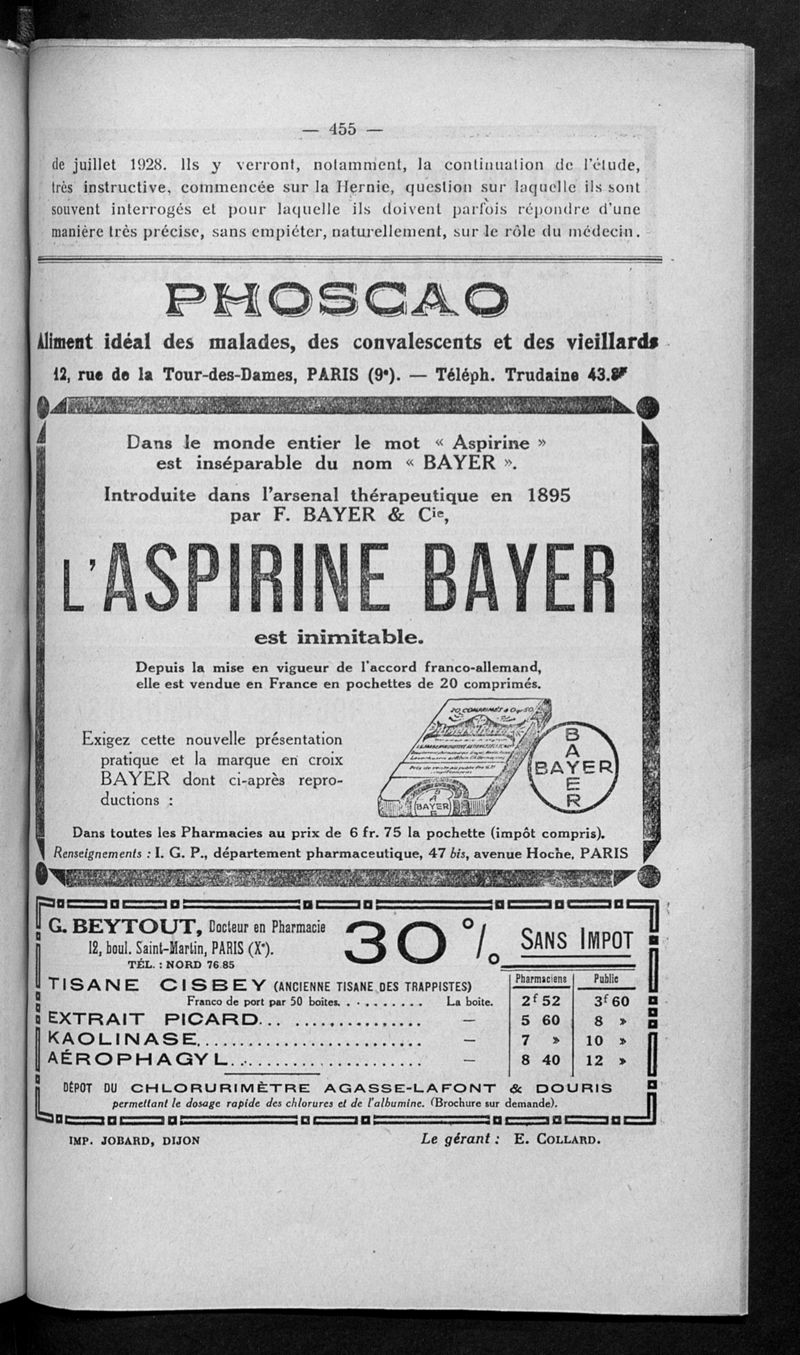 — 455 —
de juillet 1928. Ils y verront, notamment, la continuation de l'étude,
très instructive, commencée sur la Hernie, question sur laquelle ils sont
souvent interrogés et pour laquelle ils doivent parfois répondre d'une
manière très précise, sans empiéter, naturellement, sur le rôle du médecin.
PHOSCAO
Aliment idéal des malades, des convalescents et des vieillards
12, rue de la Tour-des-Dames, PARIS (9e). — Téléph. Trudaine
Dans le monde entier le mot « Aspirine »
est inséparable du nom « BAYER ».
Introduite dans l'arsenal thérapeutique en 1895
par F. BAYER & Cie,
L'ASPIRINE BAYER
est inimitable.
Depuis la mise en vigueur de l'accord franco-allemand,
elle est vendue en France en pochettes de 20 comprimés.
Exigez cette nouvelle présentation
pratique et la marque en croix
BAYER dont ci-après repro-
ductions :
20 COMPRIMÉS
BAYER
BAYER
BAYER
Dans toutes les Pharmacies au prix de 6 fr. 75 la pochette (impôt compris).
Renseignements : I. G. P., département pharmaceutique, 47 bis, avenue Hoche, PARIS
G. BEYTOUT, Docteur en Pharmacie
12, boul. Saint-Martin, PARIS (Xe).
TÉL. : NORD 76.85
30 %
SANS IMPOT
Pharmaciens Public
TISANE CISBEY (ANCIENNE TISANE DES TRAPPISTES)
Franco de port par 50 boites. . . . . . . . . . La boite. 2f 52 3f 60
EXTRAIT PICARD. . . . . . . . . . . . . . . . — 5 60 8 »
KAOLINASE. . . . . . . . . . . . . . . . . . . . — 7 » 10 »
AÉROPHAGYL. . . . . . . . . . . . . . . . . . — 8 40 12 »
DÉPOT DU CHLORURIMÈTRE AGASSE-LAFONT & DOURIS
permettant le dosage rapide des chlorures et de l'albumine. (Brochure sur demande).
IMP. JOBARD, DIJON
Le gérant : E. COLLARD.